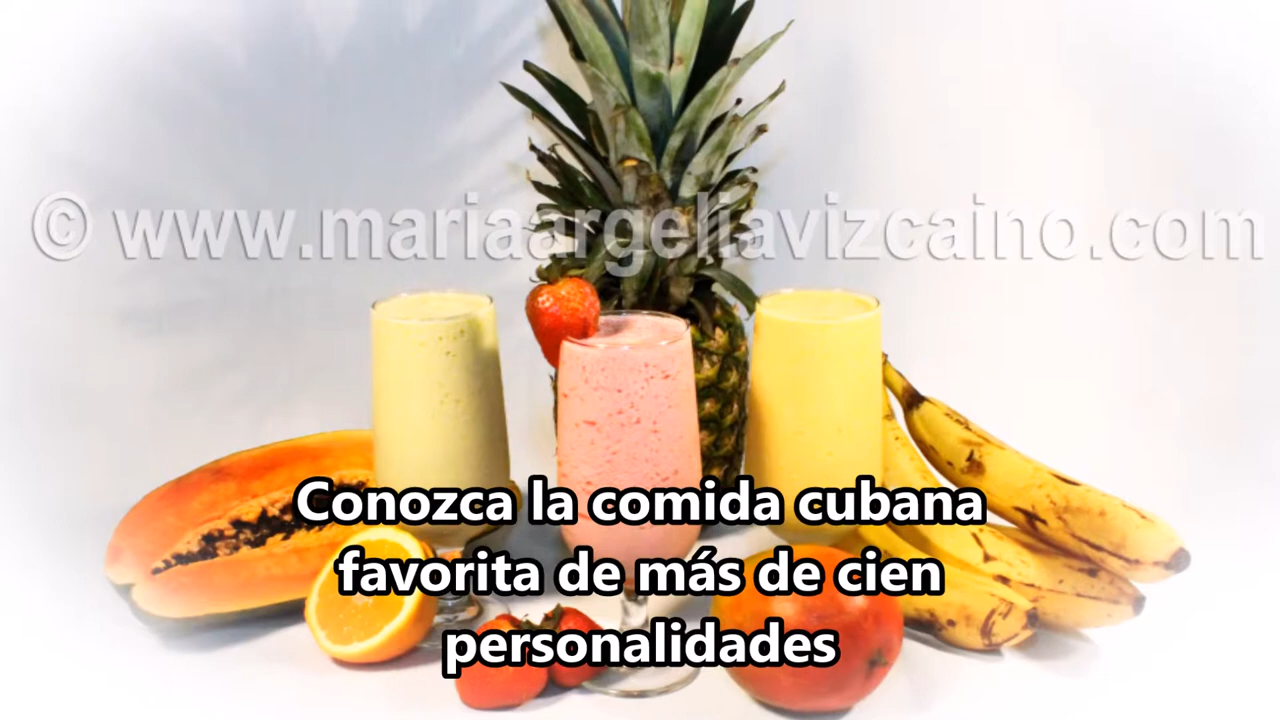 © www.mariaargeliavizcaino.com
Conozca la comida cubana
favorita de más de cien
personalidades